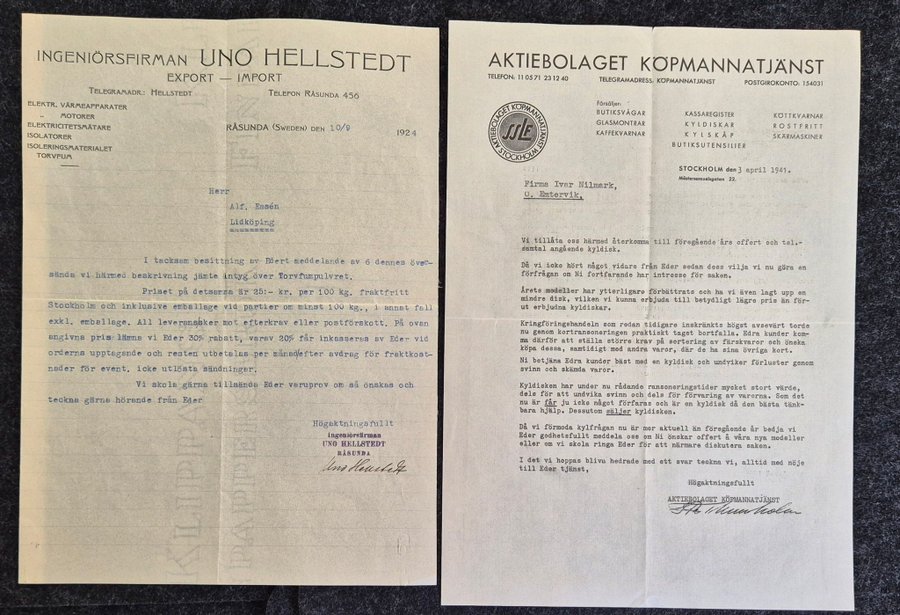 INGENIÖRSFIRMAN UNO HELLSTEDT
EXPORT — IMPORT
TELEGRAMADR.: HELLSTEDT
TELEFON RÅSUNDA 456
ELEKTR. VÄRMEAPPARATER
" MOTORER
ELEKTRICITETSMÄTARE
ISOLATORER
ISOLERINGSMATERIALET
TORVFUM
RÅSUNDA (SWEDEN) DEN 10/9 1924
Herr
Alf. Essén
Lidköping
I tacksam besittning av Edert meddelande av 6 dennes över-
sända vi härmed beskrivning jämte intyg över Torvfumpulvret.
Priset på detsamma är 25:- kr. per 100 kg. fraktfritt
Stockholm och inklusive emballage vid partier om minst 100 kg., i annat fall
exkl. emballage. All leverans sker mot efterkrav eller postförskott. På ovan
angivna pris lämna vi Eder 30% rabatt, varav 20% får inkasseras av Eder vid
orderns upptagande och resten utbetalas per månad efter avdrag för fraktkost-
nader för event. icke utlösta sändningar.
Vi skola gärna tillsända Eder varuprov om så önskas och
teckna gärna hörande från Eder
Högaktningsfullt
Ingeniörsfirman
UNO HELLSTEDT
RÅSUNDA
Uno Hellstedt
AKTIEBOLAGET KÖPMANNATJÄNST
TELEFON: 11 05 71 23 12 40
TELEGRAMADRESS: KÖPMANNATJÄNST
POSTGIROKONTO: 154031
AKTIEBOLAGET KÖPMANNATJÄNST STOCKHOLM
Försäljer:
BUTIKSVÅGAR
GLASMONTRAR
KAFFEKVARNAR
KASSAREGISTER
KYLDISKAR
KYLSKÅP
BUTIKSUTENSILIER
KÖTTKVARNAR
ROSTFRITT
SKÄRMASKINER
STOCKHOLM den 3 april 1941.
Mästersamuelsgatan 22.
Firma Ivar Nilmark,
Ö. Emtervik.
Vi tillåta oss härmed återkomma till föregående års offert och tel.-
samtal angående kyldisk.
Då vi icke hört något vidare från Eder sedan dess vilja vi nu göra en
förfrågan om Ni fortfarande har intresse för saken.
Årets modeller har ytterligare förbättrats och ha vi även lagt upp en
mindre disk, vilken vi kunna erbjuda till betydligt lägre pris än för-
ut erbjudna kyldiskar.
Kringföringehandeln som redan tidigare inskränkts högst avsevärt torde
nu genom kortransoneringen praktiskt taget bortfalla. Edra kunder kom-
ma därför att ställa större krav på sortering av färskvaror och önska
köpa dessa, samtidigt med andra varor, där de ha sina övriga kort.
Ni betjäna Edra kunder bäst med en kyldisk och undviker förluster genom
svinn och skämda varor.
Kyldisken har under nu rådande ransoneringstider mycket stort värde,
dels för att undvika svinn och dels för förvaring av varorna. Som det
nu är får ju icke något förfaras och är en kyldisk då den bästa tänk-
bara hjälp. Dessutom säljer kyldisken.
Då vi förmoda kylfrågan nu är mer aktuell än föregående år bedja vi
Eder godhetsfullt meddela oss om Ni önskar offert å våra nya modeller
eller om vi skola ringa Eder för att närmare diskutera saken.
I det vi hoppas bliva hedrade med ett svar teckna vi, alltid med nöje
till Eder tjänst,
Högaktningsfullt
AKTIEBOLAGET KÖPMANNATJÄNST